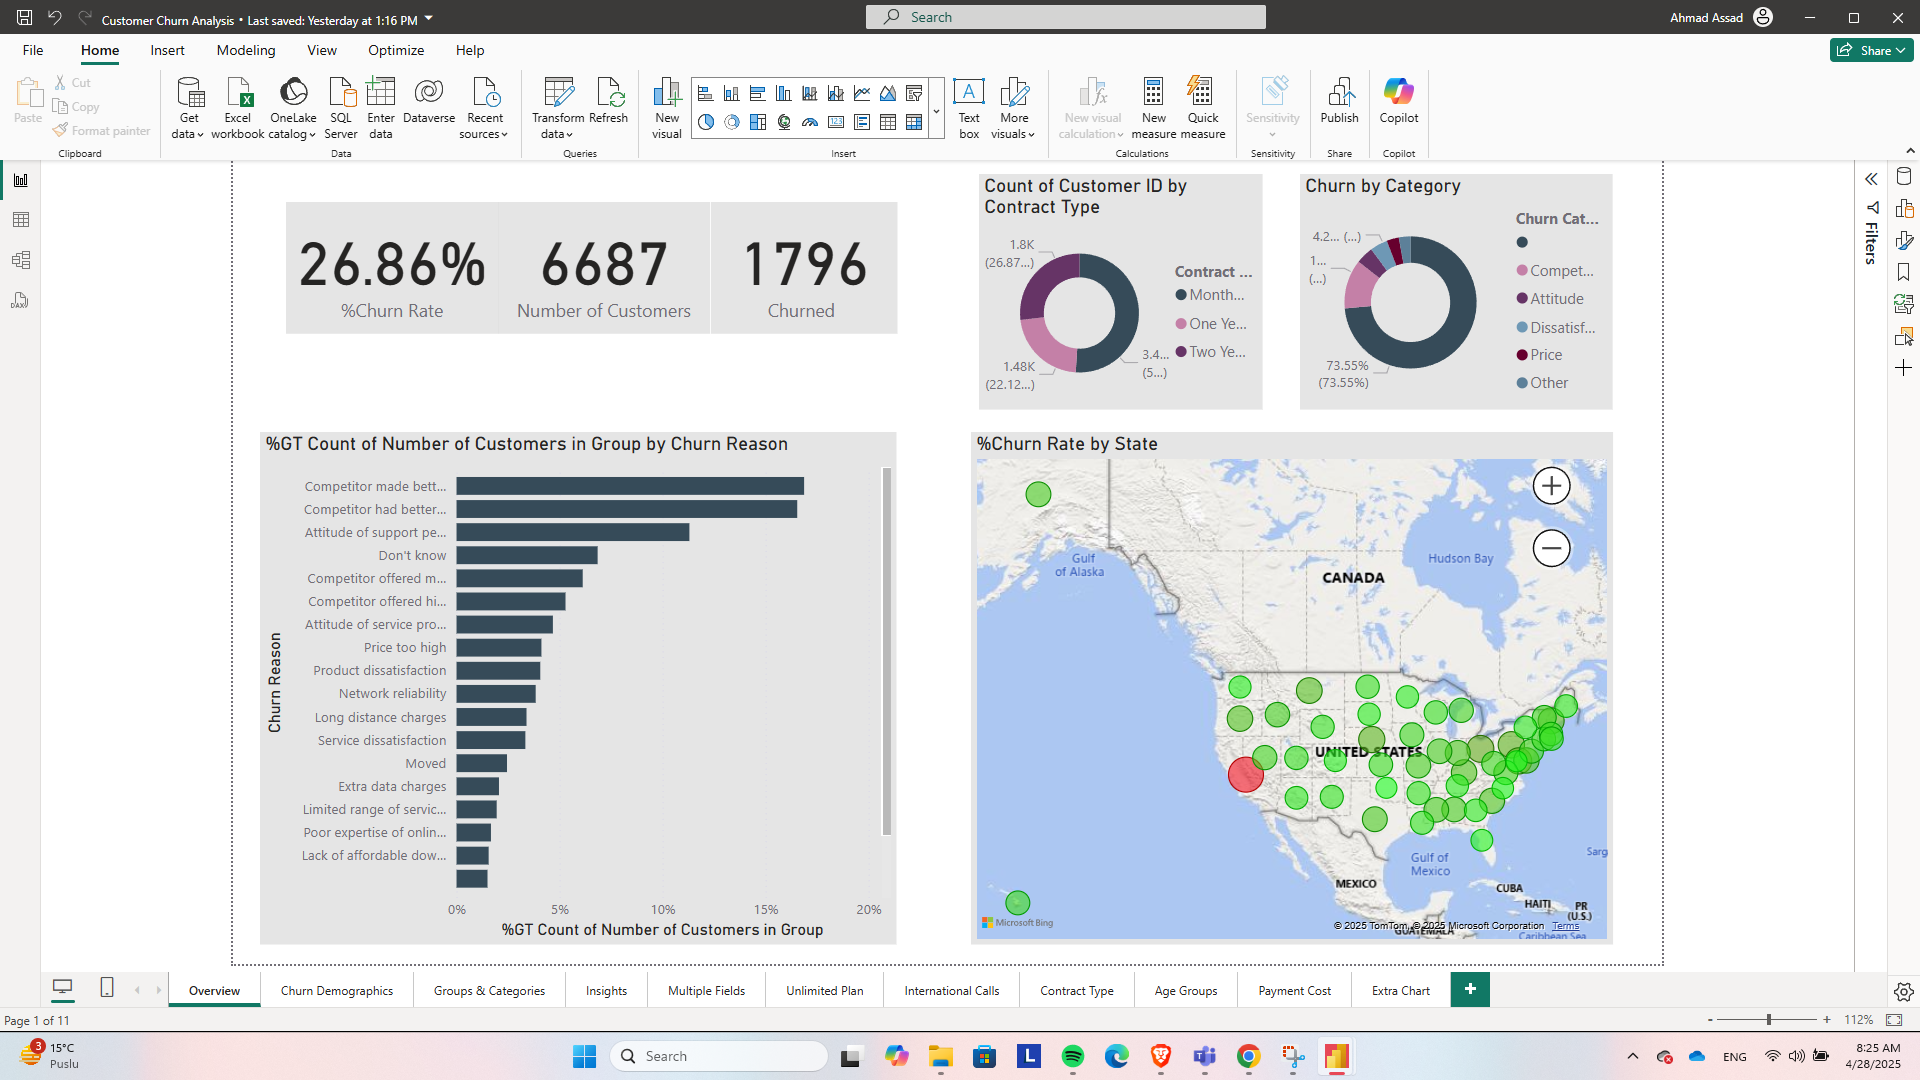 Customer Churn Analysis • Last saved: Yesterday at 1:16 PM
Search
Ahmad Assad
File
Home
Insert
Modeling
View
Optimize
Help
Share
Paste
Cut
Copy
Format painter
Clipboard
Get data
Excel workbook
OneLake catalog
SQL Server
Enter data
Dataverse
Recent sources
Data
Transform data
Refresh
Queries
New visual
Text box
More visuals
Insert
New visual calculation
New measure
Quick measure
Calculations
Sensitivity
Sensitivity
Publish
Share
Copilot
Copilot
26.86%
%Churn Rate
6687
Number of Customers
1796
Churned
Count of Customer ID by
Contract Type
1.8K
(26.87...)
1.48K
(22.12...)
3.4...
(5...)
Contract ...
Month...
One Ye...
Two Ye...
Churn by Category
4.2... (...)
1...
(...)
73.55%
(73.55%)
Churn Cat...
Compet...
Attitude
Dissatisf...
Price
Other
Filters
%GT Count of Number of Customers in Group by Churn Reason
Churn Reason
Competitor made bett...
Competitor had better...
Attitude of support pe...
Don't know
Competitor offered m...
Competitor offered hi...
Attitude of service pro...
Price too high
Product dissatisfaction
Network reliability
Long distance charges
Service dissatisfaction
Moved
Extra data charges
Limited range of servic...
Poor expertise of onlin...
Lack of affordable dow...
0% 5% 10% 15% 20%
%GT Count of Number of Customers in Group
%Churn Rate by State
Gulf
of Alaska
Hudson Bay
CANADA
UNITED STATES
Sarg
Gulf of
Mexico
MEXICO
CUBA
HAITI
PR
(U.S.)
GUATEMALA
Caribbean Sea
Microsoft Bing
© 2025 TomTom, © 2025 Microsoft Corporation Terms
Overview
Churn Demographics
Groups & Categories
Insights
Multiple Fields
Unlimited Plan
International Calls
Contract Type
Age Groups
Payment Cost
Extra Chart
Page 1 of 11
- + 112%
3
15°C
Puslu
Search
ENG
8:25 AM
4/28/2025